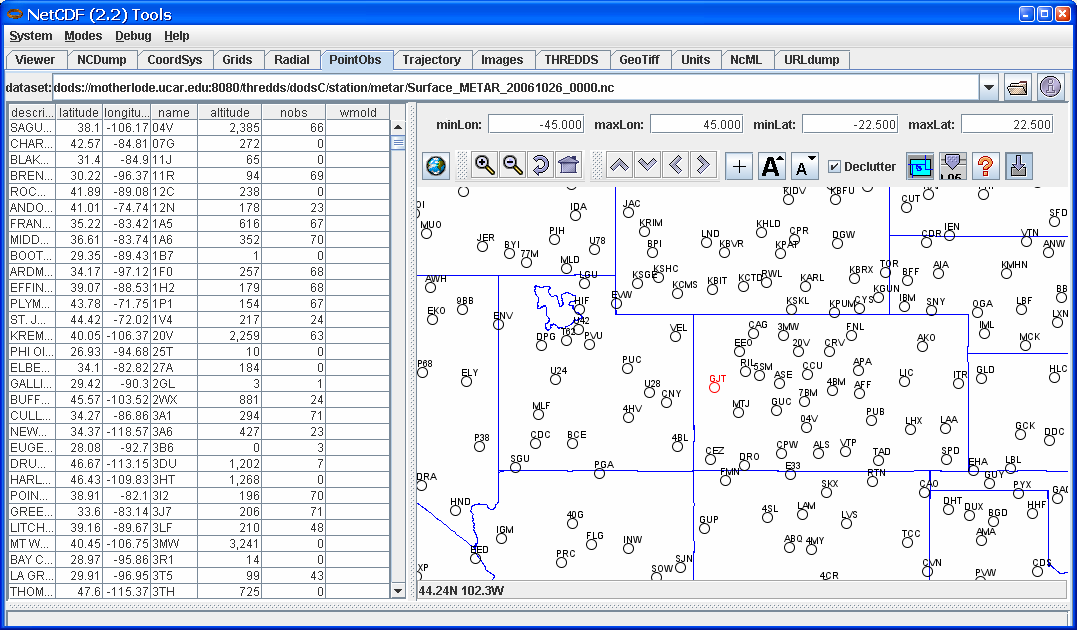 NetCDF (2.2) Tools
System Modes Debug Help
Viewer NCDump CoordSys Grids Radial PointObs Trajectory Images THREDDS GeoTiff Units NcML URLdump
dataset: dods://motherlode.ucar.edu:8080/thredds/dodsC/station/metar/Surface_METAR_20061026_0000.nc
descri... latitude longitu... name altitude nobs wmoId
SAGU... 38.1 -106.17 04V 2,385 66
CHAR... 42.57 -84.81 07G 272 0
BLAK... 31.4 -84.9 11J 65 0
BREN... 30.22 -96.37 11R 94 69
ROC... 41.89 -89.08 12C 238 0
ANDO... 41.01 -74.74 12N 178 23
FRAN... 35.22 -83.42 1A5 616 67
MIDD... 36.61 -83.74 1A6 352 70
BOOT... 29.35 -89.43 1B7 1 0
ARDM... 34.17 -97.12 1F0 257 68
EFFIN... 39.07 -88.53 1H2 179 68
PLYM... 43.78 -71.75 1P1 154 67
ST. J... 44.42 -72.02 1V4 217 24
KREM... 40.05 -106.37 20V 2,259 63
PHI OI... 26.93 -94.68 25T 10 0
ELBE... 34.1 -82.82 27A 184 0
GALLI... 29.42 -90.3 2GL 3 1
BUFF... 45.57 -103.52 2WX 881 24
CULL... 34.27 -86.86 3A1 294 71
NEW... 34.37 -118.57 3A6 427 23
EUGE... 28.08 -92.7 3B6 0 3
DRU... 46.67 -113.15 3DU 1,202 7
HARL... 46.43 -109.83 3HT 1,268 0
POIN... 38.91 -82.1 3I2 196 70
GREE... 33.6 -83.14 3J7 206 71
LITCH... 39.16 -89.67 3LF 210 48
MT W... 40.45 -106.75 3MW 3,241 0
BAY C... 28.97 -95.86 3R1 14 0
LA GR... 29.91 -96.95 3T5 99 43
THOM... 47.6 -115.37 3TH 725 0
minLon: -45.000 maxLon: 45.000 minLat: -22.500 maxLat: 22.500
A A Declutter ?
KIDV KBFU CUT
IDA JAC SFD
MUO KRIM KHLD CPR DGW CDR IEN VTN
JER BYI PIH U78 BPI LND KBVR KPAT ANW
77M MLD KSHC TOR AIA KMHN
AWH LGU KSGE KCMS KBIT KCTD RWL KARL KBRX BFF BB
9BB HIF EVW KSKL KPUM CYS KGUN IBM SNY OGA LBF
EKO ENV U42 LXN
DPG PVU VEL CAG 3MW FNL IML MCK
EEO 20V CRV AKO
P68 ELY U24 PUC RIL 5SM CCU APA LIC ITR GLD HLC
GJT ASE
U28 CNY 4BM AFF
MLF 4HV MTJ GUC 7BM
04V PUB LHX LAA GCK DDC
P38 CDC BCE 4BL CPW ALS VTP
SGU PGA CEZ DRO E33 TAD SPD EHA LBL
DRA FMN RTN CAO GUY
HND SKX PYX GA
40G GUP 4SL LAM LVS DHT DUX BGD HHF
IGM FLG INW ABQ 4MY TCC AMA
EED PRC SJN CVN CDS
XP SOW 4CR PVW
44.24N 102.3W